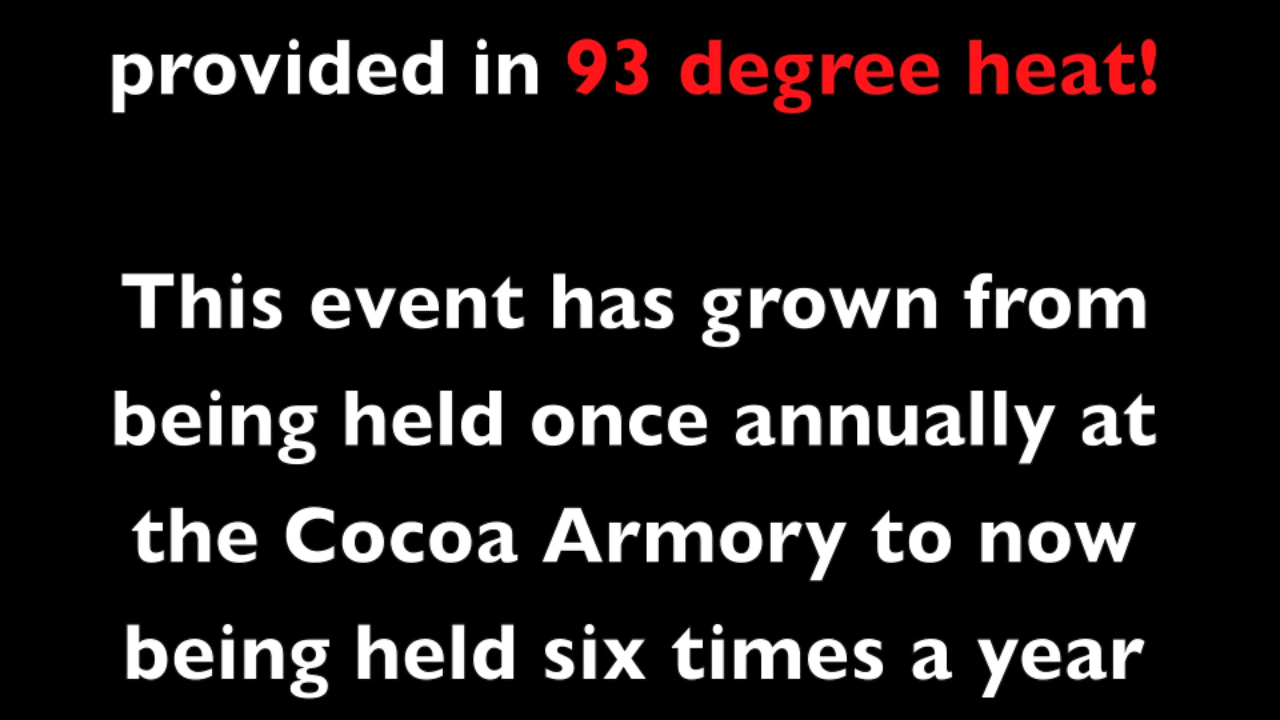 provided in 93 degree heat!
This event has grown from
being held once annually at
the Cocoa Armory to now
being held six times a year